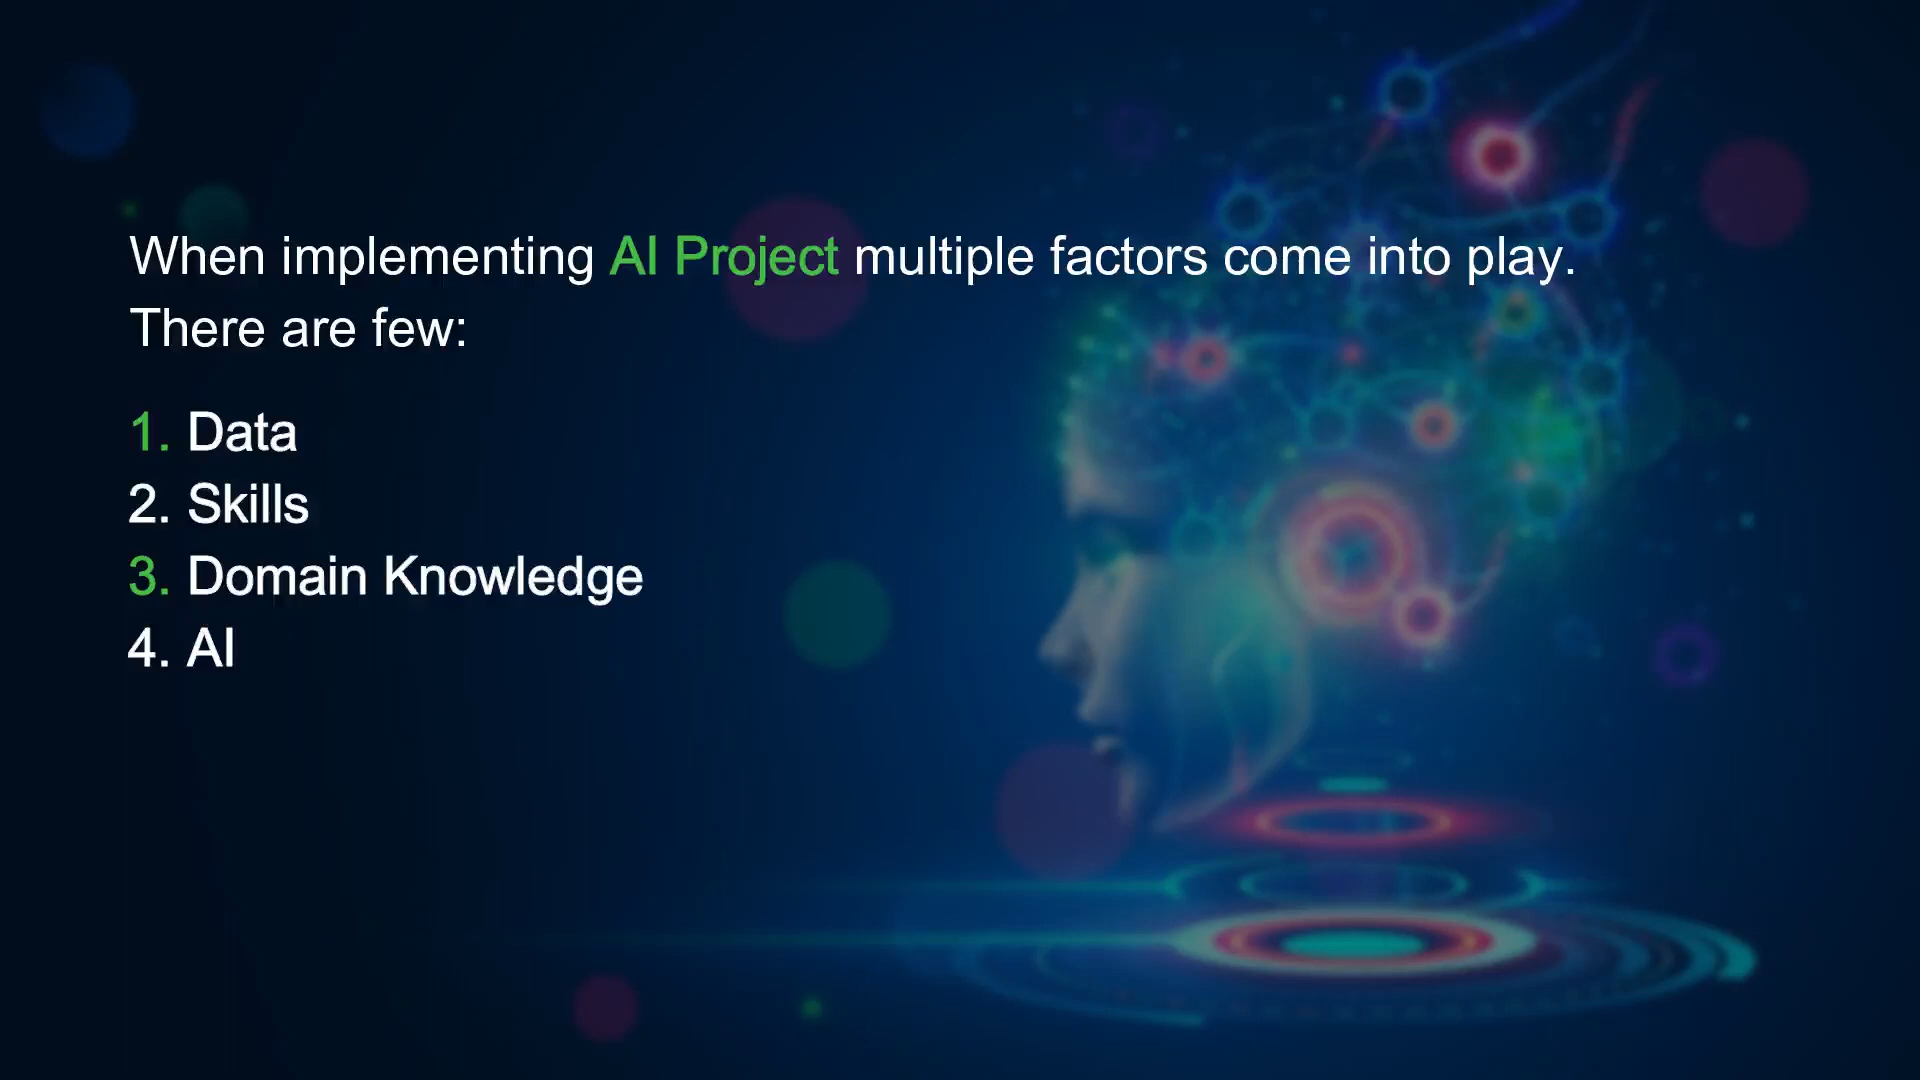 When implementing AI Project multiple factors come into play.
There are few:
1. Data
2. Skills
3. Domain Knowledge
4. AI